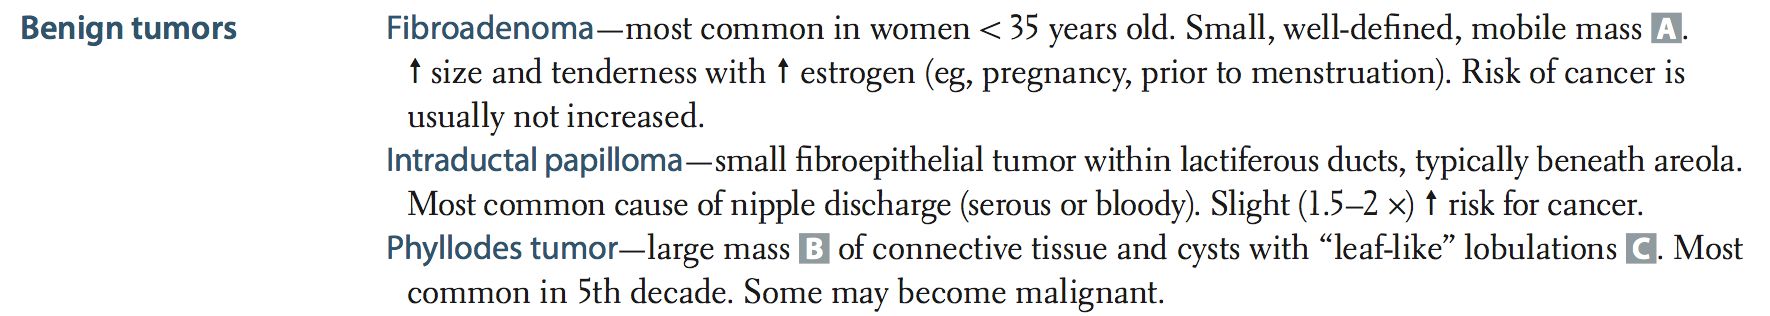 Benign tumors
Fibroadenoma—most common in women < 35 years old. Small, well-defined, mobile mass A.
↑ size and tenderness with ↑ estrogen (eg, pregnancy, prior to menstruation). Risk of cancer is
usually not increased.
Intraductal papilloma—small fibroepithelial tumor within lactiferous ducts, typically beneath areola.
Most common cause of nipple discharge (serous or bloody). Slight (1.5–2 ×) ↑ risk for cancer.
Phyllodes tumor—large mass B of connective tissue and cysts with “leaf-like” lobulations C. Most
common in 5th decade. Some may become malignant.